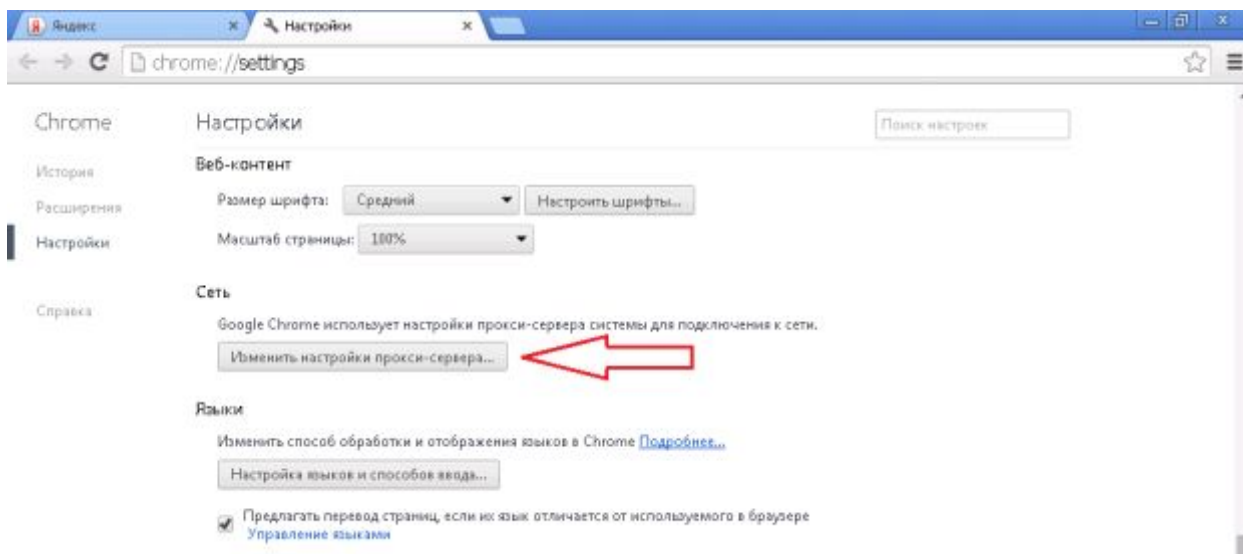 Я Яндекс
Настройки
chrome://settings
Chrome
Настройки
Поиск настроек
История
Расширения
Настройки
Справка
Веб-контент
Размер шрифта: Средний Настроить шрифты...
Масштаб страницы: 100%
Сеть
Google Chrome использует настройки прокси-сервера системы для подключения к сети.
Изменить настройки прокси-сервера...
Языки
Изменить способ обработки и отображения языков в Chrome Подробнее...
Настройка языков и способов ввода...
Предлагать перевод страниц, если их язык отличается от используемого в браузере
Управление языками